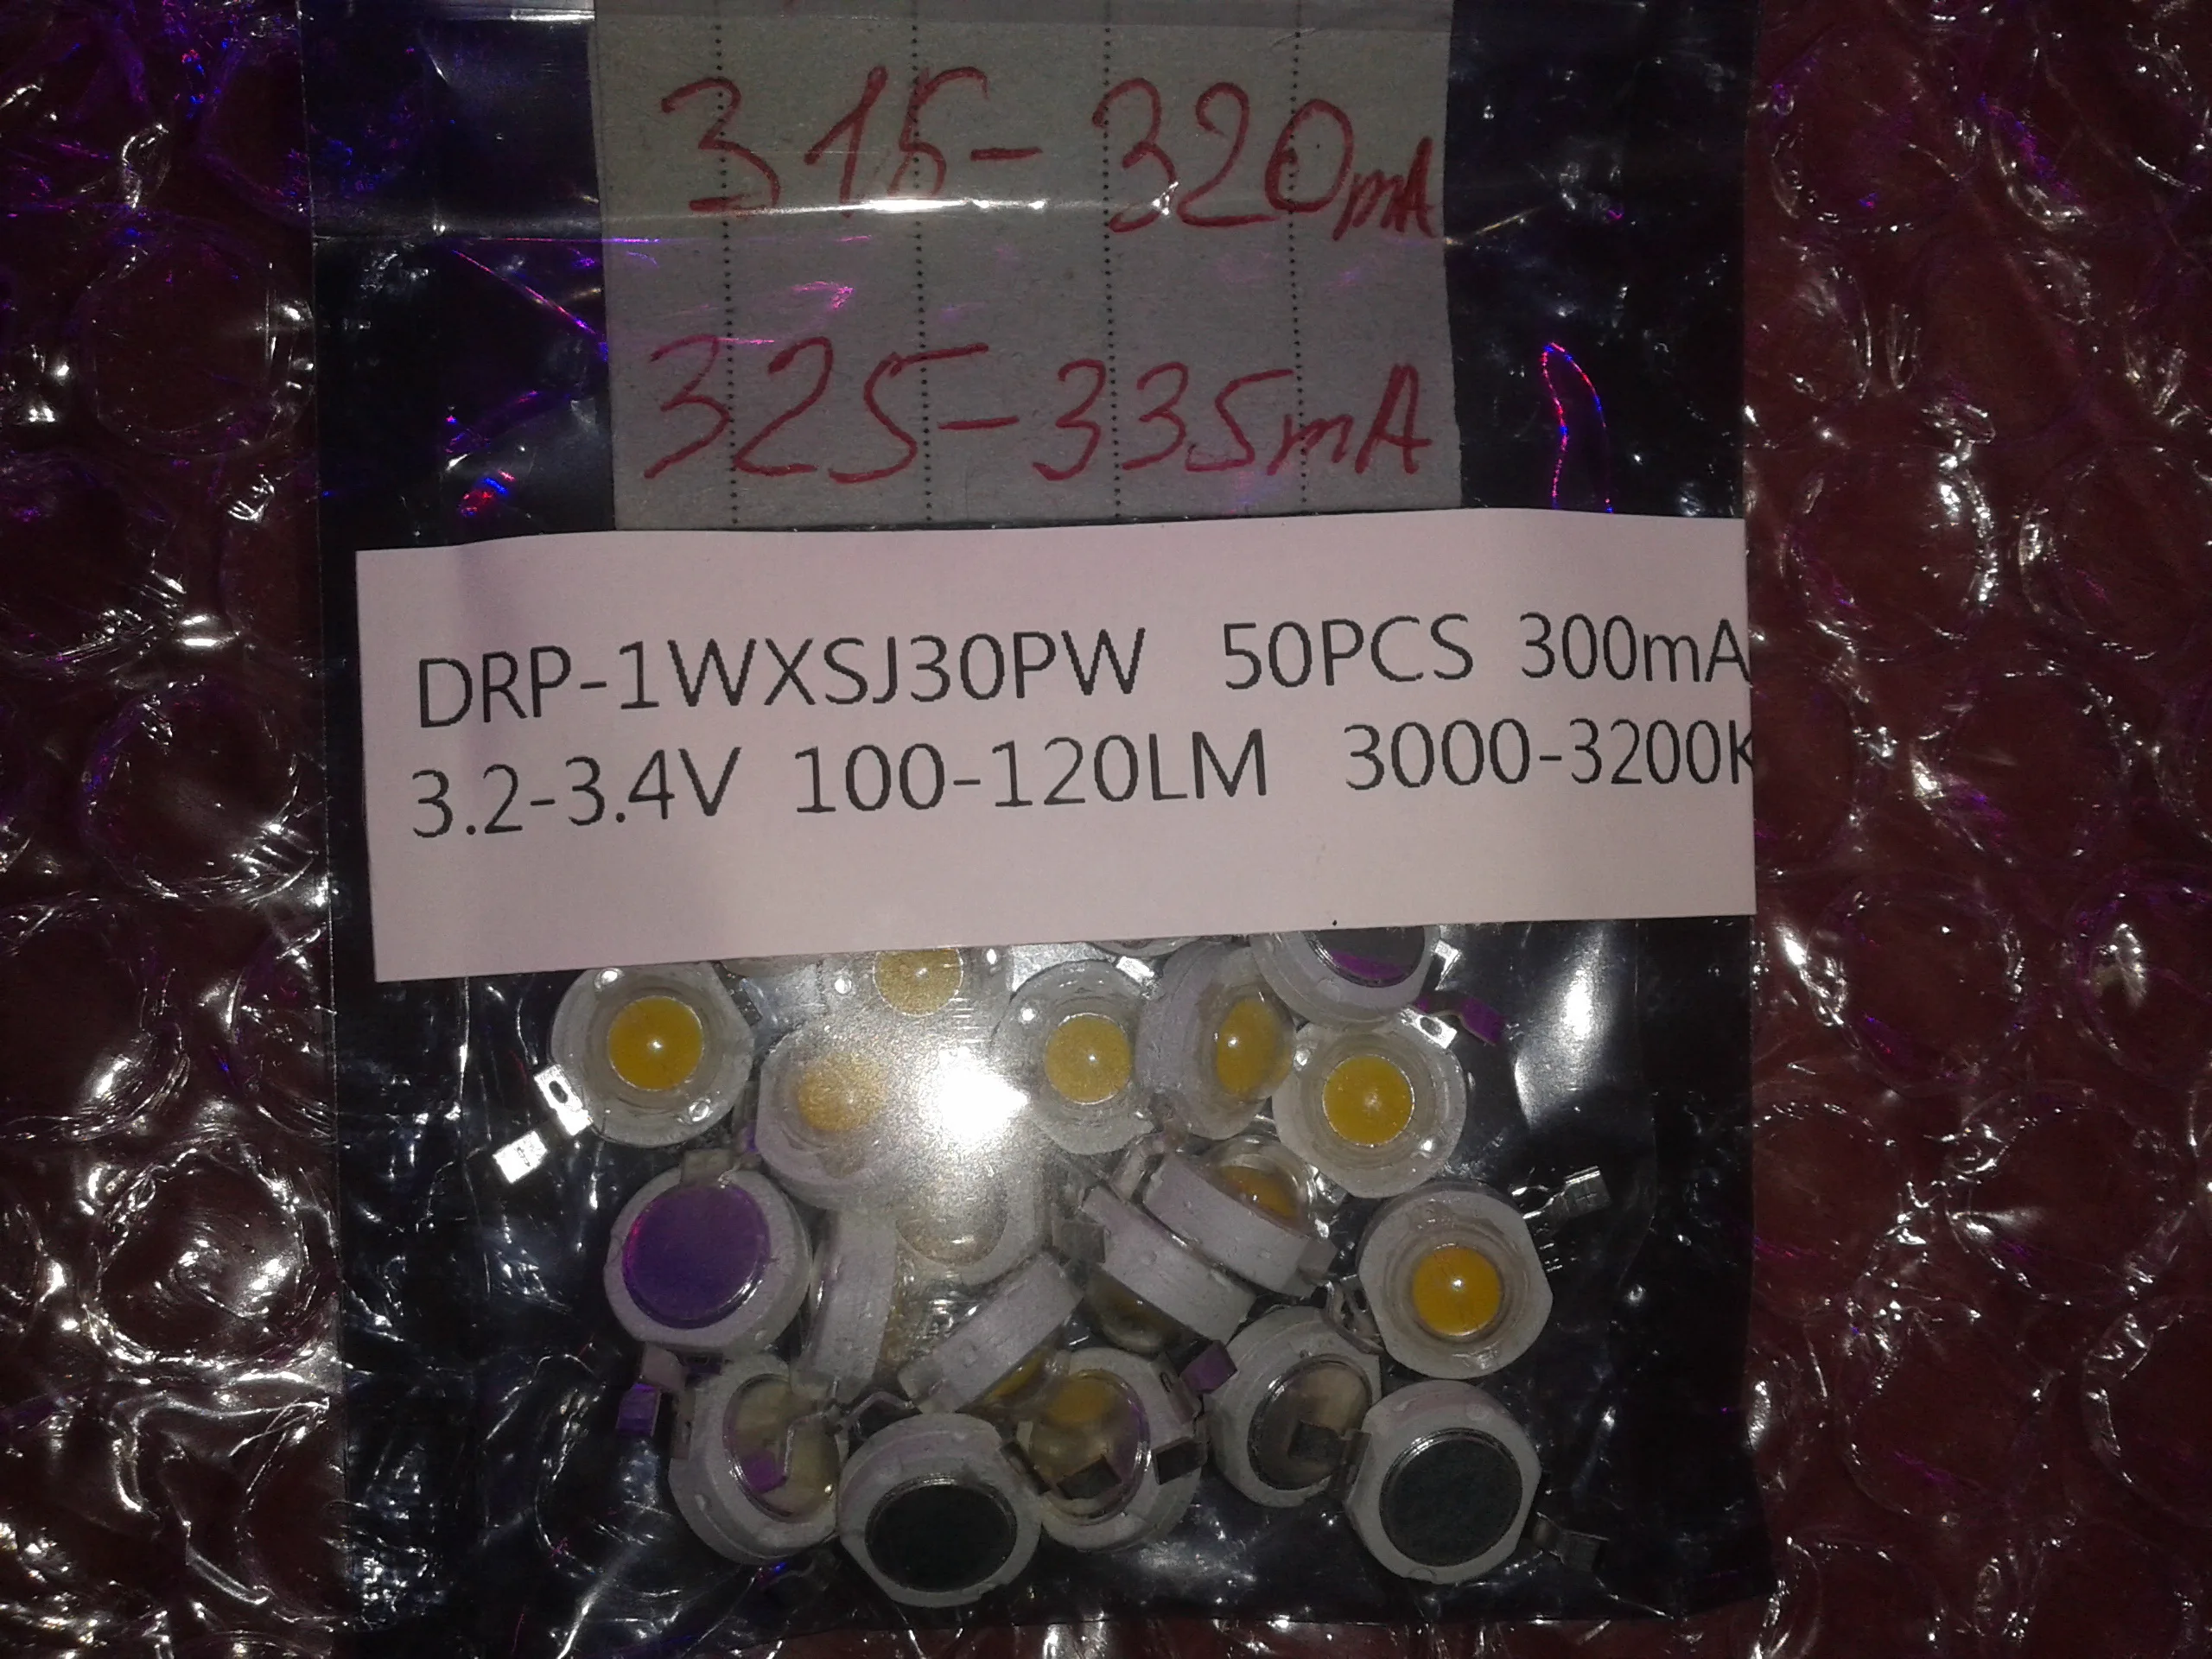 315-320mA
325-335mA
DRP-1WXSJ30PW 50PCS 300mA
3.2-3.4V 100-120LM 3000-3200K